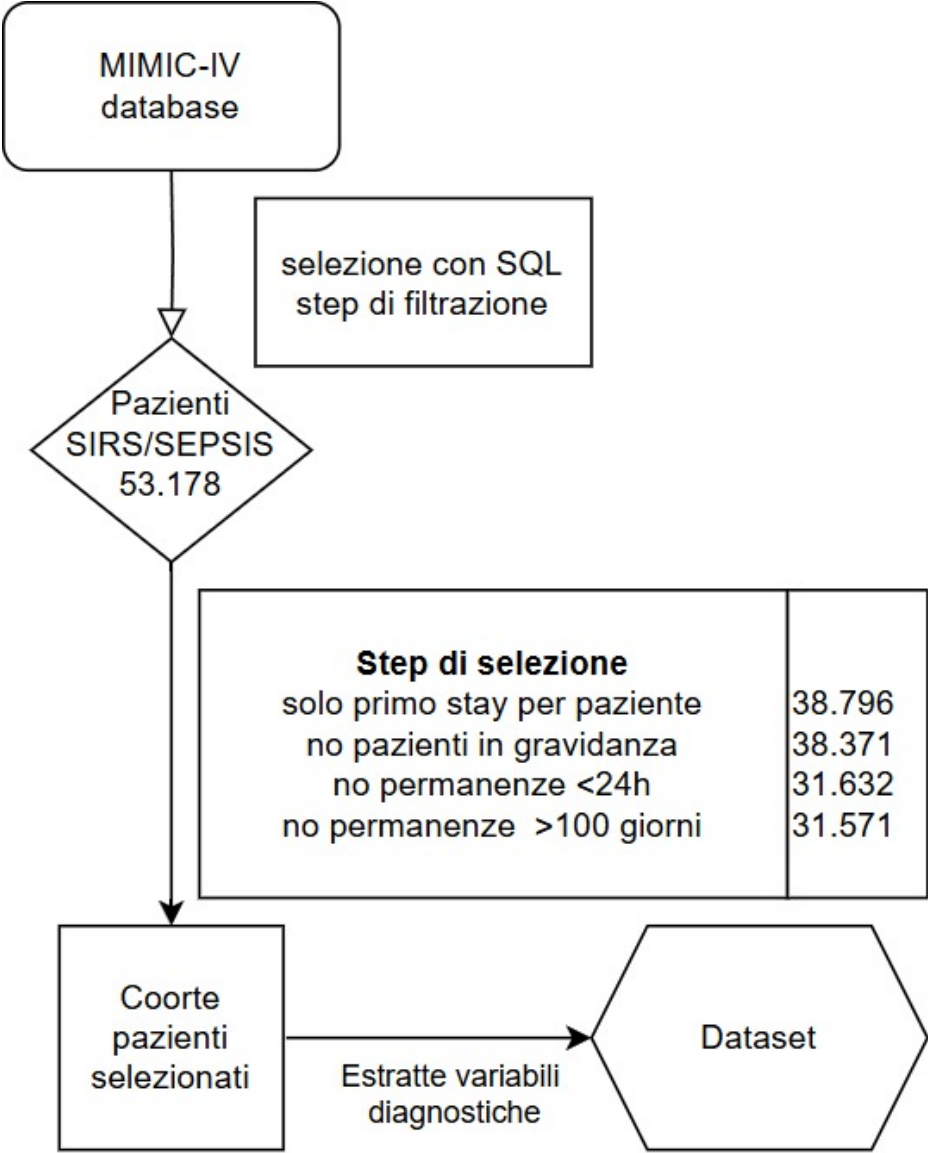 MIMIC-IV
database
selezione con SQL
step di filtrazione
Pazienti
SIRS/SEPSIS
53.178
Step di selezione
solo primo stay per paziente 38.796
no pazienti in gravidanza 38.371
no permanenze <24h 31.632
no permanenze >100 giorni 31.571
Coorte
pazienti
selezionati
Estratte variabili
diagnostiche
Dataset